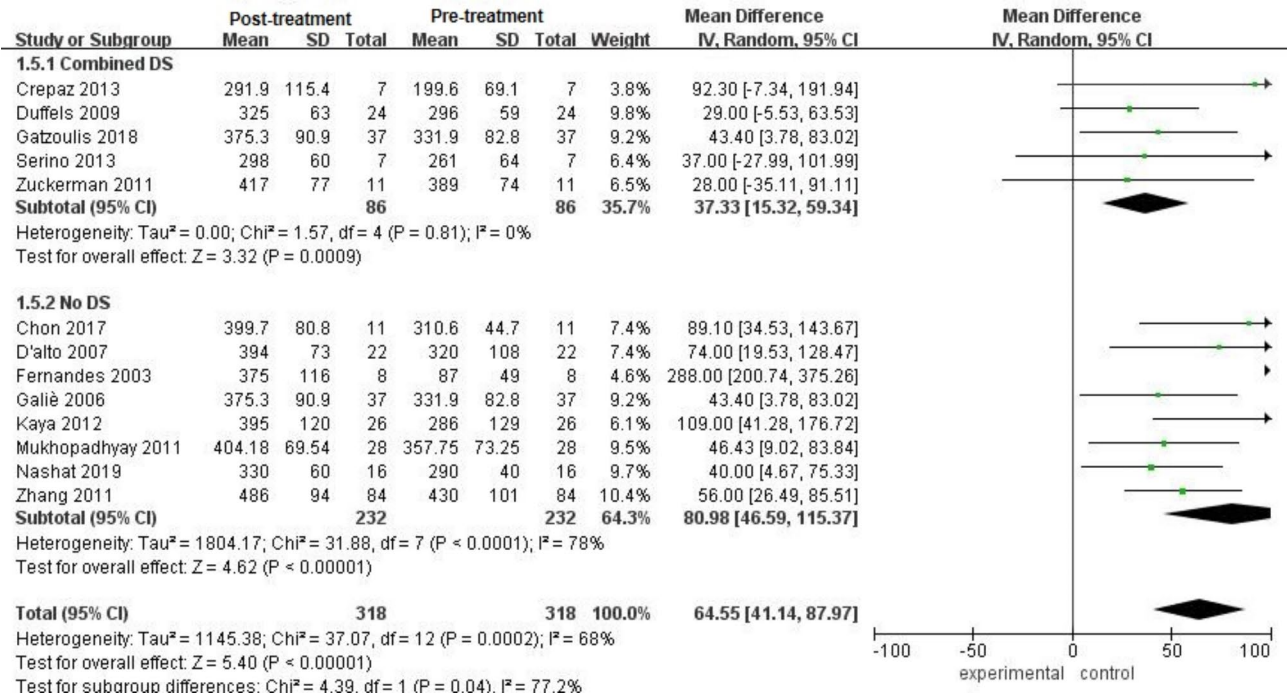 Post-treatment Pre-treatment Mean Difference Mean Difference
Study or Subgroup Mean SD Total Mean SD Total Weight IV, Random, 95% CI IV, Random, 95% CI
1.5.1 Combined DS
Crepaz 2013 291.9 115.4 7 199.6 69.1 7 3.8% 92.30 [-7.34, 191.94]
Duffels 2009 325 63 24 296 59 24 9.8% 29.00 [-5.53, 63.53]
Gatzoulis 2018 375.3 90.9 37 331.9 82.8 37 9.2% 43.40 [3.78, 83.02]
Serino 2013 298 60 7 261 64 7 6.4% 37.00 [-27.99, 101.99]
Zuckerman 2011 417 77 11 389 74 11 6.5% 28.00 [-35.11, 91.11]
Subtotal (95% CI) 86 86 35.7% 37.33 [15.32, 59.34]
Heterogeneity: Tau² = 0.00; Chi² = 1.57, df = 4 (P = 0.81); I² = 0%
Test for overall effect: Z = 3.32 (P = 0.0009)
1.5.2 No DS
Chon 2017 399.7 80.8 11 310.6 44.7 11 7.4% 89.10 [34.53, 143.67]
D'alto 2007 394 73 22 320 108 22 7.4% 74.00 [19.53, 128.47]
Fernandes 2003 375 116 8 87 49 8 4.6% 288.00 [200.74, 375.26]
Galiè 2006 375.3 90.9 37 331.9 82.8 37 9.2% 43.40 [3.78, 83.02]
Kaya 2012 395 120 26 286 129 26 6.1% 109.00 [41.28, 176.72]
Mukhopadhyay 2011 404.18 69.54 28 357.75 73.25 28 9.5% 46.43 [9.02, 83.84]
Nashat 2019 330 60 16 290 40 16 9.7% 40.00 [4.67, 75.33]
Zhang 2011 486 94 84 430 101 84 10.4% 56.00 [26.49, 85.51]
Subtotal (95% CI) 232 232 64.3% 80.98 [46.59, 115.37]
Heterogeneity: Tau² = 1804.17; Chi² = 31.88, df = 7 (P < 0.0001); I² = 78%
Test for overall effect: Z = 4.62 (P < 0.00001)
Total (95% CI) 318 318 100.0% 64.55 [41.14, 87.97]
Heterogeneity: Tau² = 1145.38; Chi² = 37.07, df = 12 (P = 0.0002); I² = 68%
-100 -50 0 50 100
Test for overall effect: Z = 5.40 (P < 0.00001)
experimental control
Test for subgroup differences: Chi² = 4.39, df = 1 (P = 0.04), I² = 77.2%